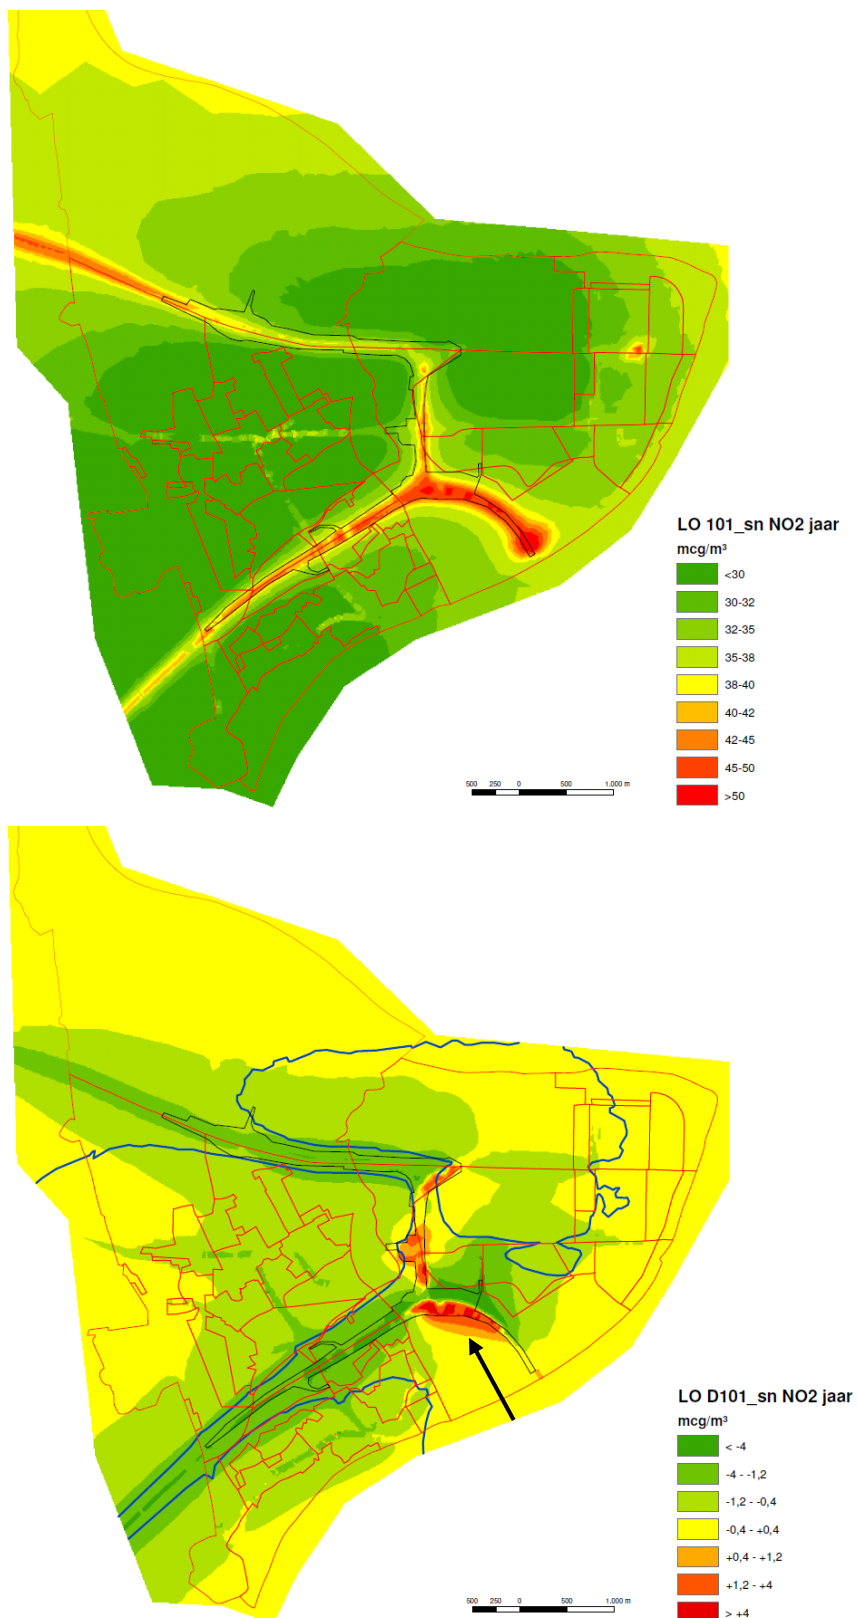 LO 101_sn NO2 jaar
mcg/m³
<30
30-32
32-35
35-38
38-40
40-42
42-45
45-50
>50
500 250 0 500 1.000 m
LO D101_sn NO2 jaar
mcg/m³
< -4
-4 - -1,2
-1,2 - -0,4
-0,4 - +0,4
+0,4 - +1,2
+1,2 - +4
> +4
500 250 0 500 1.000 m